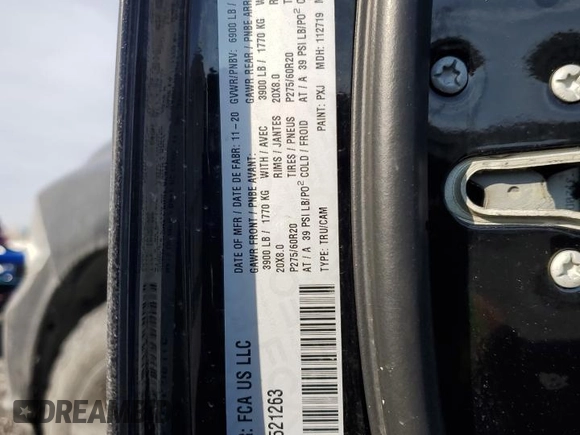 : FCA US LLC
DATE OF MFR / DATE DE FABR: 11-20 GVWR/PNBV: 6900 LB /
GAWR FRONT / PNBE AVANT: GAWR REAR / PNBE ARR
3900 LB / 1770 KG WITH / AVEC 3900 LB / 1770 KG
20X8.0 RIMS / JANTES 20X8.0
P275/60R20 TIRES / PNEUS P275/60R20
AT / A 39 PSI LB/PO² COLD / FROID AT / A 39 PSI LB/PO²
521263
TYPE: TRU/CAM PAINT: PXJ MDH: 112719
DREAM